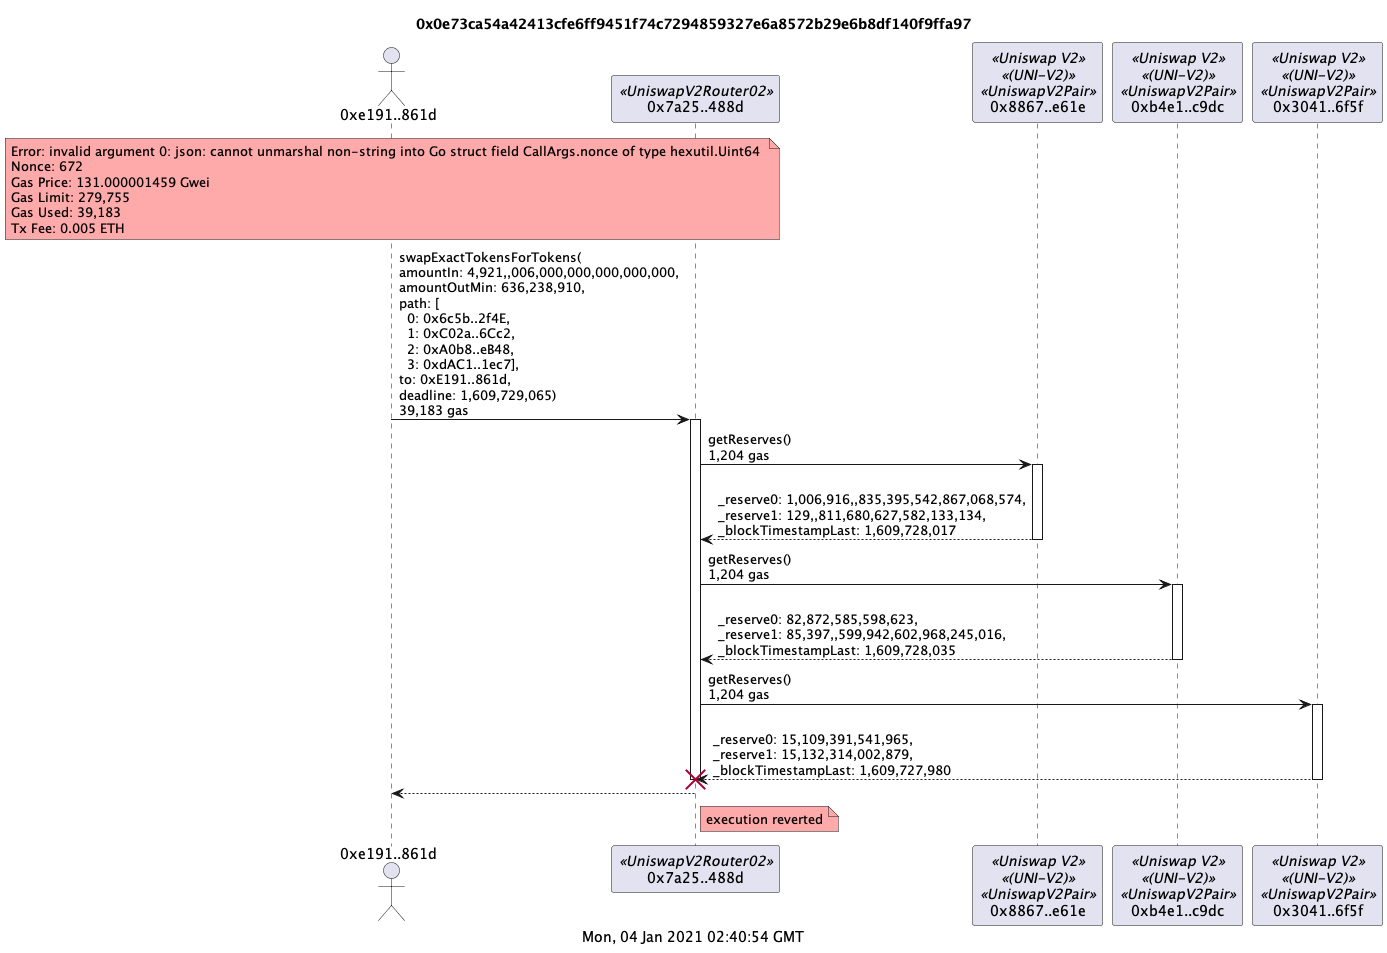 0x0e73ca54a42413cfe6ff9451f74c7294859327e6a8572b29e6b8df140f9ffa97
0xe191..861d
«UniswapV2Router02»
0x7a25..488d
«Uniswap V2»
«(UNI-V2)»
«UniswapV2Pair»
0x8867..e61e
«Uniswap V2»
«(UNI-V2)»
«UniswapV2Pair»
0xb4e1..c9dc
«Uniswap V2»
«(UNI-V2)»
«UniswapV2Pair»
0x3041..6f5f
Error: invalid argument 0: json: cannot unmarshal non-string into Go struct field CallArgs.nonce of type hexutil.Uint64
Nonce: 672
Gas Price: 131.000001459 Gwei
Gas Limit: 279,755
Gas Used: 39,183
Tx Fee: 0.005 ETH
swapExactTokensForTokens(
amountIn: 4,921,,006,000,000,000,000,000,
amountOutMin: 636,238,910,
path: [
0: 0x6c5b..2f4E,
1: 0xC02a..6Cc2,
2: 0xA0b8..eB48,
3: 0xdAC1..1ec7],
to: 0xE191..861d,
deadline: 1,609,729,065)
39,183 gas
getReserves()
1,204 gas
_reserve0: 1,006,916,,835,395,542,867,068,574,
_reserve1: 129,,811,680,627,582,133,134,
_blockTimestampLast: 1,609,728,017
getReserves()
1,204 gas
_reserve0: 82,872,585,598,623,
_reserve1: 85,397,,599,942,602,968,245,016,
_blockTimestampLast: 1,609,728,035
getReserves()
1,204 gas
_reserve0: 15,109,391,541,965,
_reserve1: 15,132,314,002,879,
_blockTimestampLast: 1,609,727,980
execution reverted
0xe191..861d
«UniswapV2Router02»
0x7a25..488d
«Uniswap V2»
«(UNI-V2)»
«UniswapV2Pair»
0x8867..e61e
«Uniswap V2»
«(UNI-V2)»
«UniswapV2Pair»
0xb4e1..c9dc
«Uniswap V2»
«(UNI-V2)»
«UniswapV2Pair»
0x3041..6f5f
Mon, 04 Jan 2021 02:40:54 GMT